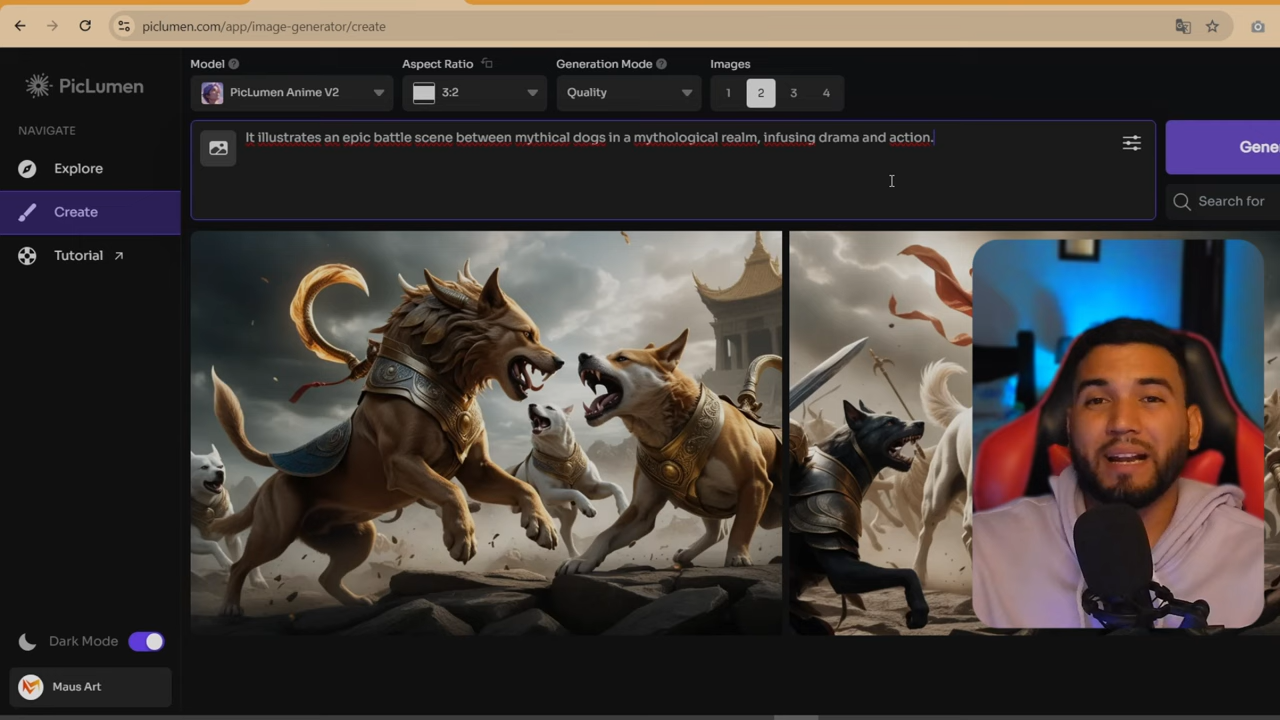 piclumen.com/app/image-generator/create
PicLumen
NAVIGATE
Explore
Create
Tutorial
Dark Mode
Maus Art
Model
Aspect Ratio
Generation Mode
Images
PicLumen Anime V2
3:2
Quality
1
2
3
4
It illustrates an epic battle scene between mythical dogs in a mythological realm, infusing drama and action.
Gener
Search for